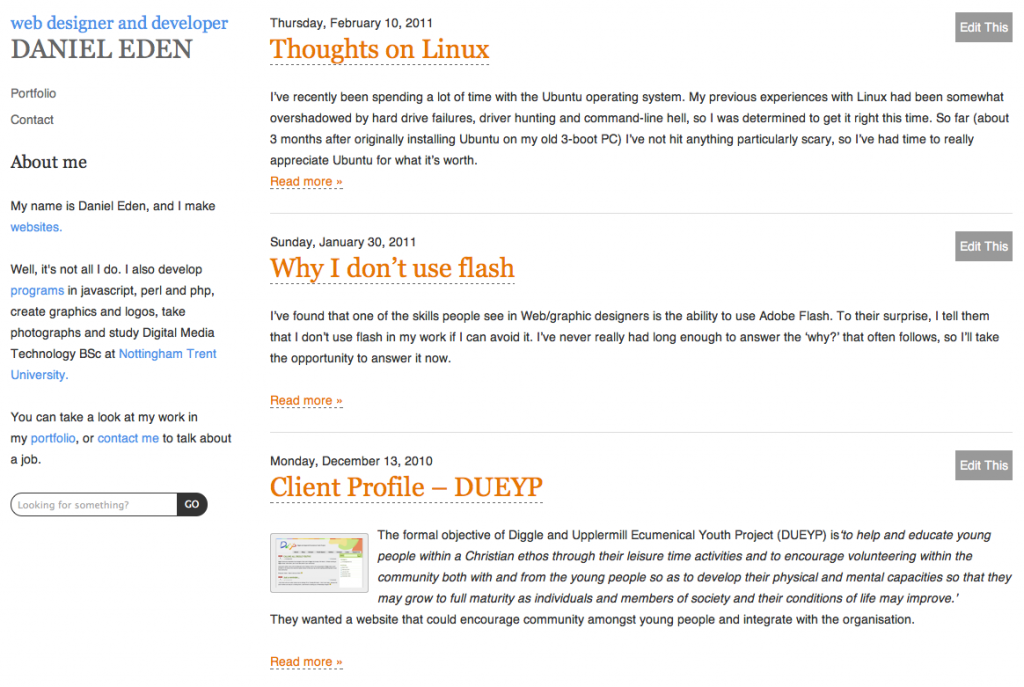 web designer and developer
DANIEL EDEN
Portfolio
Contact
About me
My name is Daniel Eden, and I make
websites.
Well, it's not all I do. I also develop
programs in javascript, perl and php,
create graphics and logos, take
photographs and study Digital Media
Technology BSc at Nottingham Trent
University.
You can take a look at my work in
my portfolio, or contact me to talk about
a job.
Looking for something?
GO
Thursday, February 10, 2011
Edit This
Thoughts on Linux
I've recently been spending a lot of time with the Ubuntu operating system. My previous experiences with Linux had been somewhat
overshadowed by hard drive failures, driver hunting and command-line hell, so I was determined to get it right this time. So far (about
3 months after originally installing Ubuntu on my old 3-boot PC) I've not hit anything particularly scary, so I've had time to really
appreciate Ubuntu for what it's worth.
Read more »
Sunday, January 30, 2011
Edit This
Why I don't use flash
I've found that one of the skills people see in Web/graphic designers is the ability to use Adobe Flash. To their surprise, I tell them
that I don't use flash in my work if I can avoid it. I've never really had long enough to answer the 'why?' that often follows, so I'll take
the opportunity to answer it now.
Read more »
Monday, December 13, 2010
Edit This
Client Profile – DUEYP
The formal objective of Diggle and Upplermill Ecumenical Youth Project (DUEYP) is'to help and educate young
people within a Christian ethos through their leisure time activities and to encourage volunteering within the
community both with and from the young people so as to develop their physical and mental capacities so that they
may grow to full maturity as individuals and members of society and their conditions of life may improve.'
They wanted a website that could encourage community amongst young people and integrate with the organisation.
Read more »